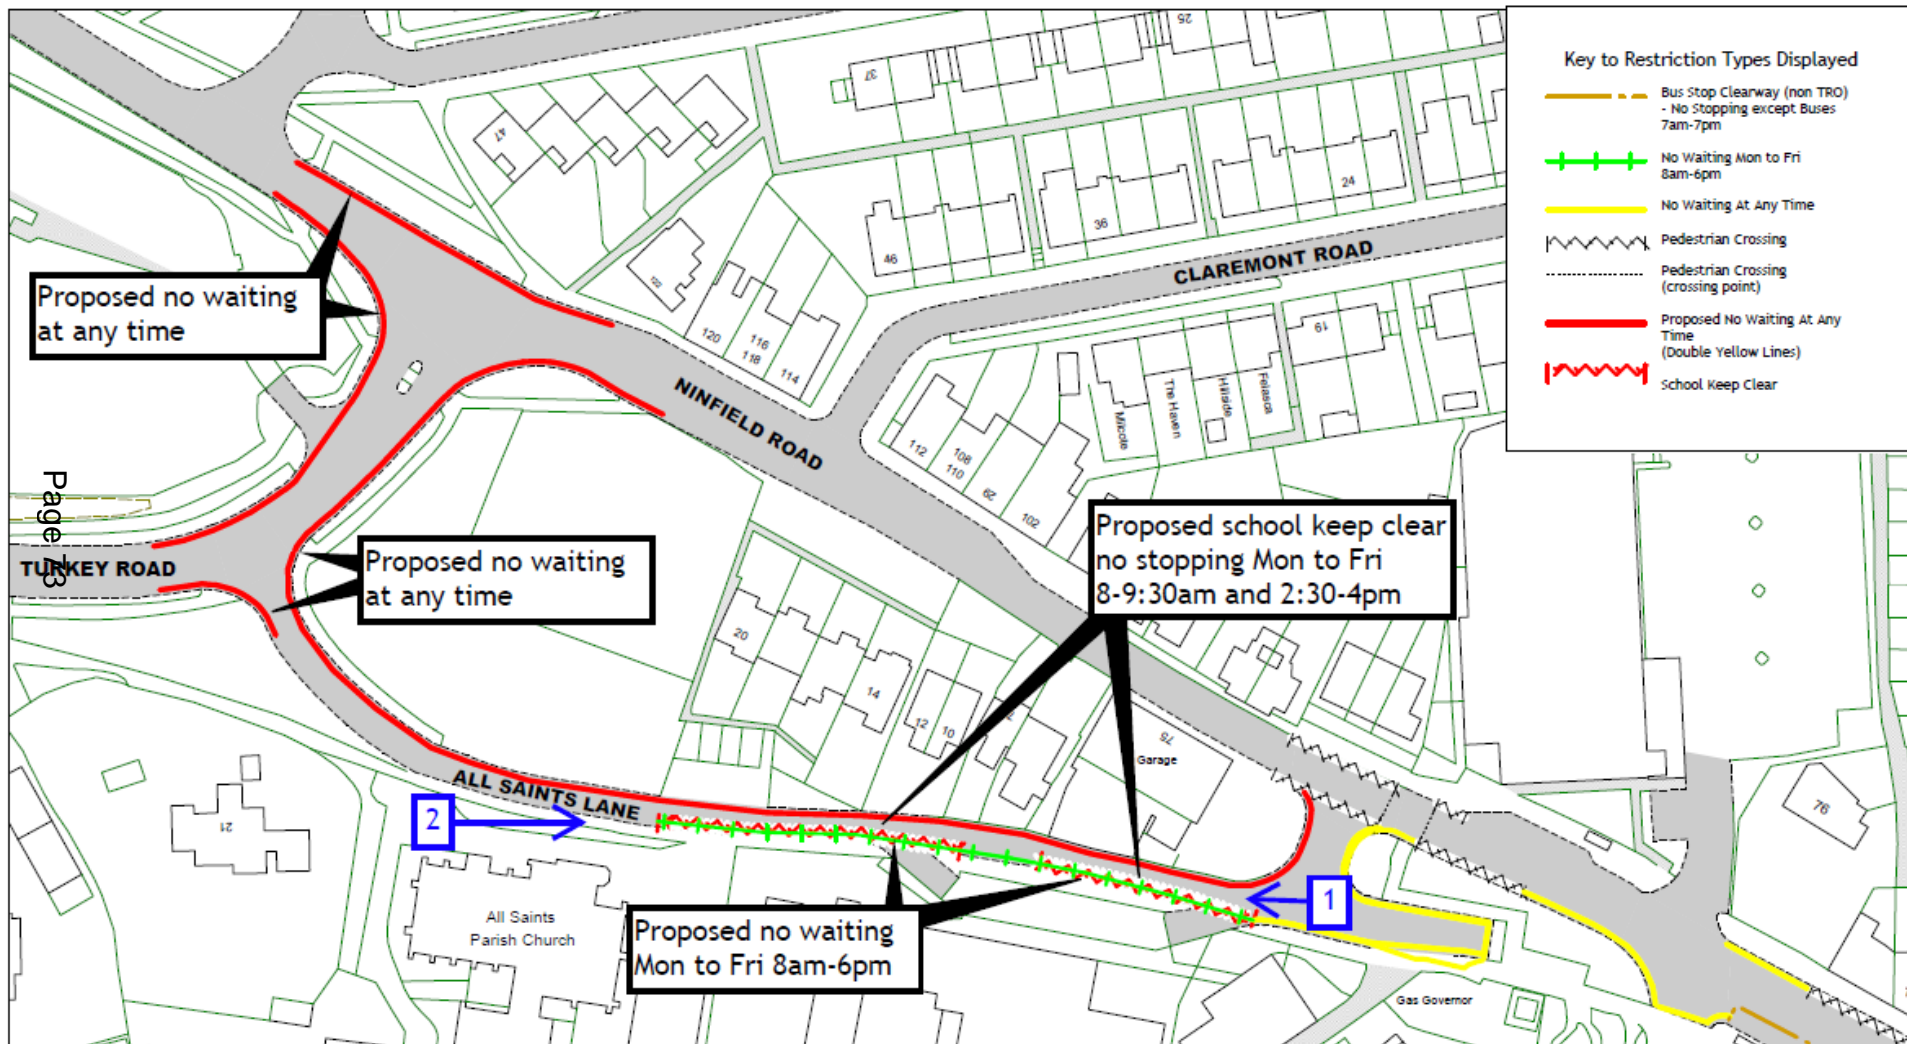 Key to Restriction Types Displayed
Bus Stop Clearway (non TRO)
- No Stopping except Buses
7am-7pm
No Waiting Mon to Fri
8am-6pm
No Waiting At Any Time
Pedestrian Crossing
Pedestrian Crossing
(crossing point)
Proposed No Waiting At Any
Time
(Double Yellow Lines)
School Keep Clear
25
37
47
24
36
46
CLAREMONT ROAD
122
Proposed no waiting
at any time
120
116
118
114
19
NINFIELD ROAD
Milcote
The Haven
Hillside
Felasca
112
108
110
102
Page 73
TURKEY ROAD
Proposed no waiting
at any time
Proposed school keep clear
no stopping Mon to Fri
8-9:30am and 2:30-4pm
20
14
12
10
75
Garage
ALL SAINTS LANE
76
2
21
1
All Saints
Parish Church
Proposed no waiting
Mon to Fri 8am-6pm
Gas Governor